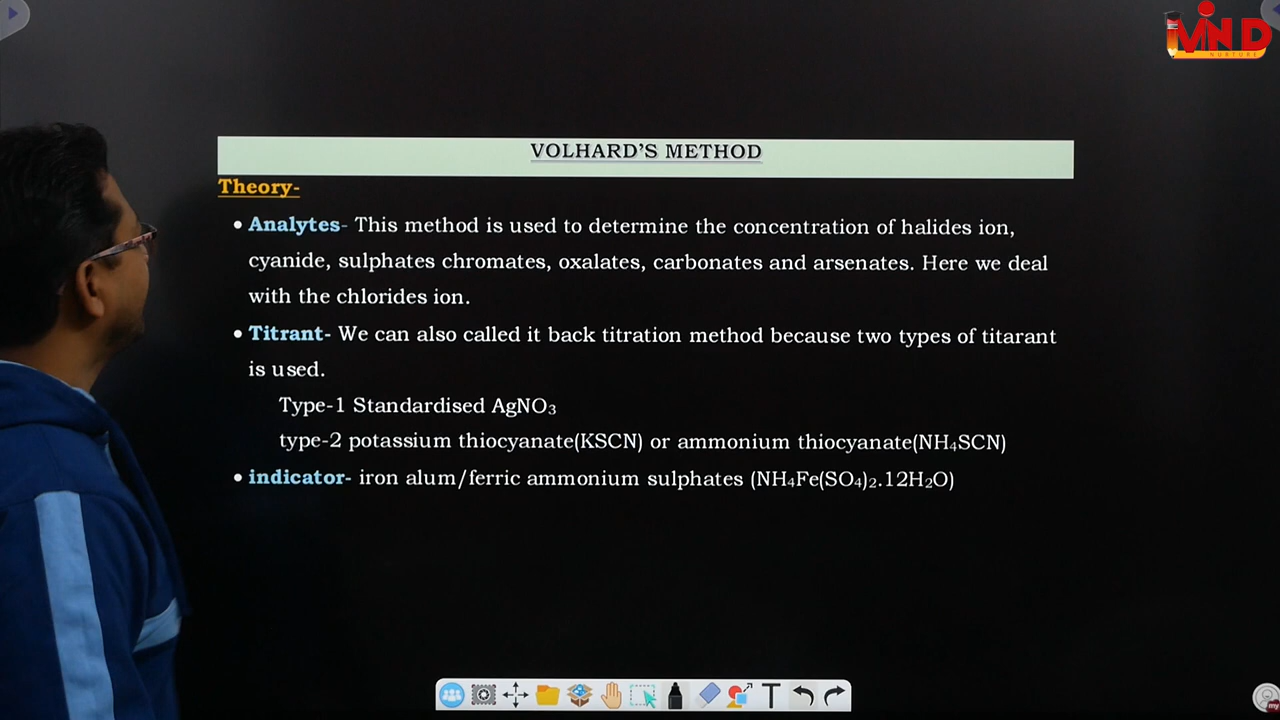 MIND
NURTURE
VOLHARD'S METHOD
Theory-
• Analytes- This method is used to determine the concentration of halides ion,
cyanide, sulphates chromates, oxalates, carbonates and arsenates. Here we deal
with the chlorides ion.
• Titrant- We can also called it back titration method because two types of titarant
is used.
Type-1 Standardised AgNO₃
type-2 potassium thiocyanate(KSCN) or ammonium thiocyanate(NH₄SCN)
• indicator- iron alum/ferric ammonium sulphates (NH₄Fe(SO₄)₂.12H₂O)
T
my